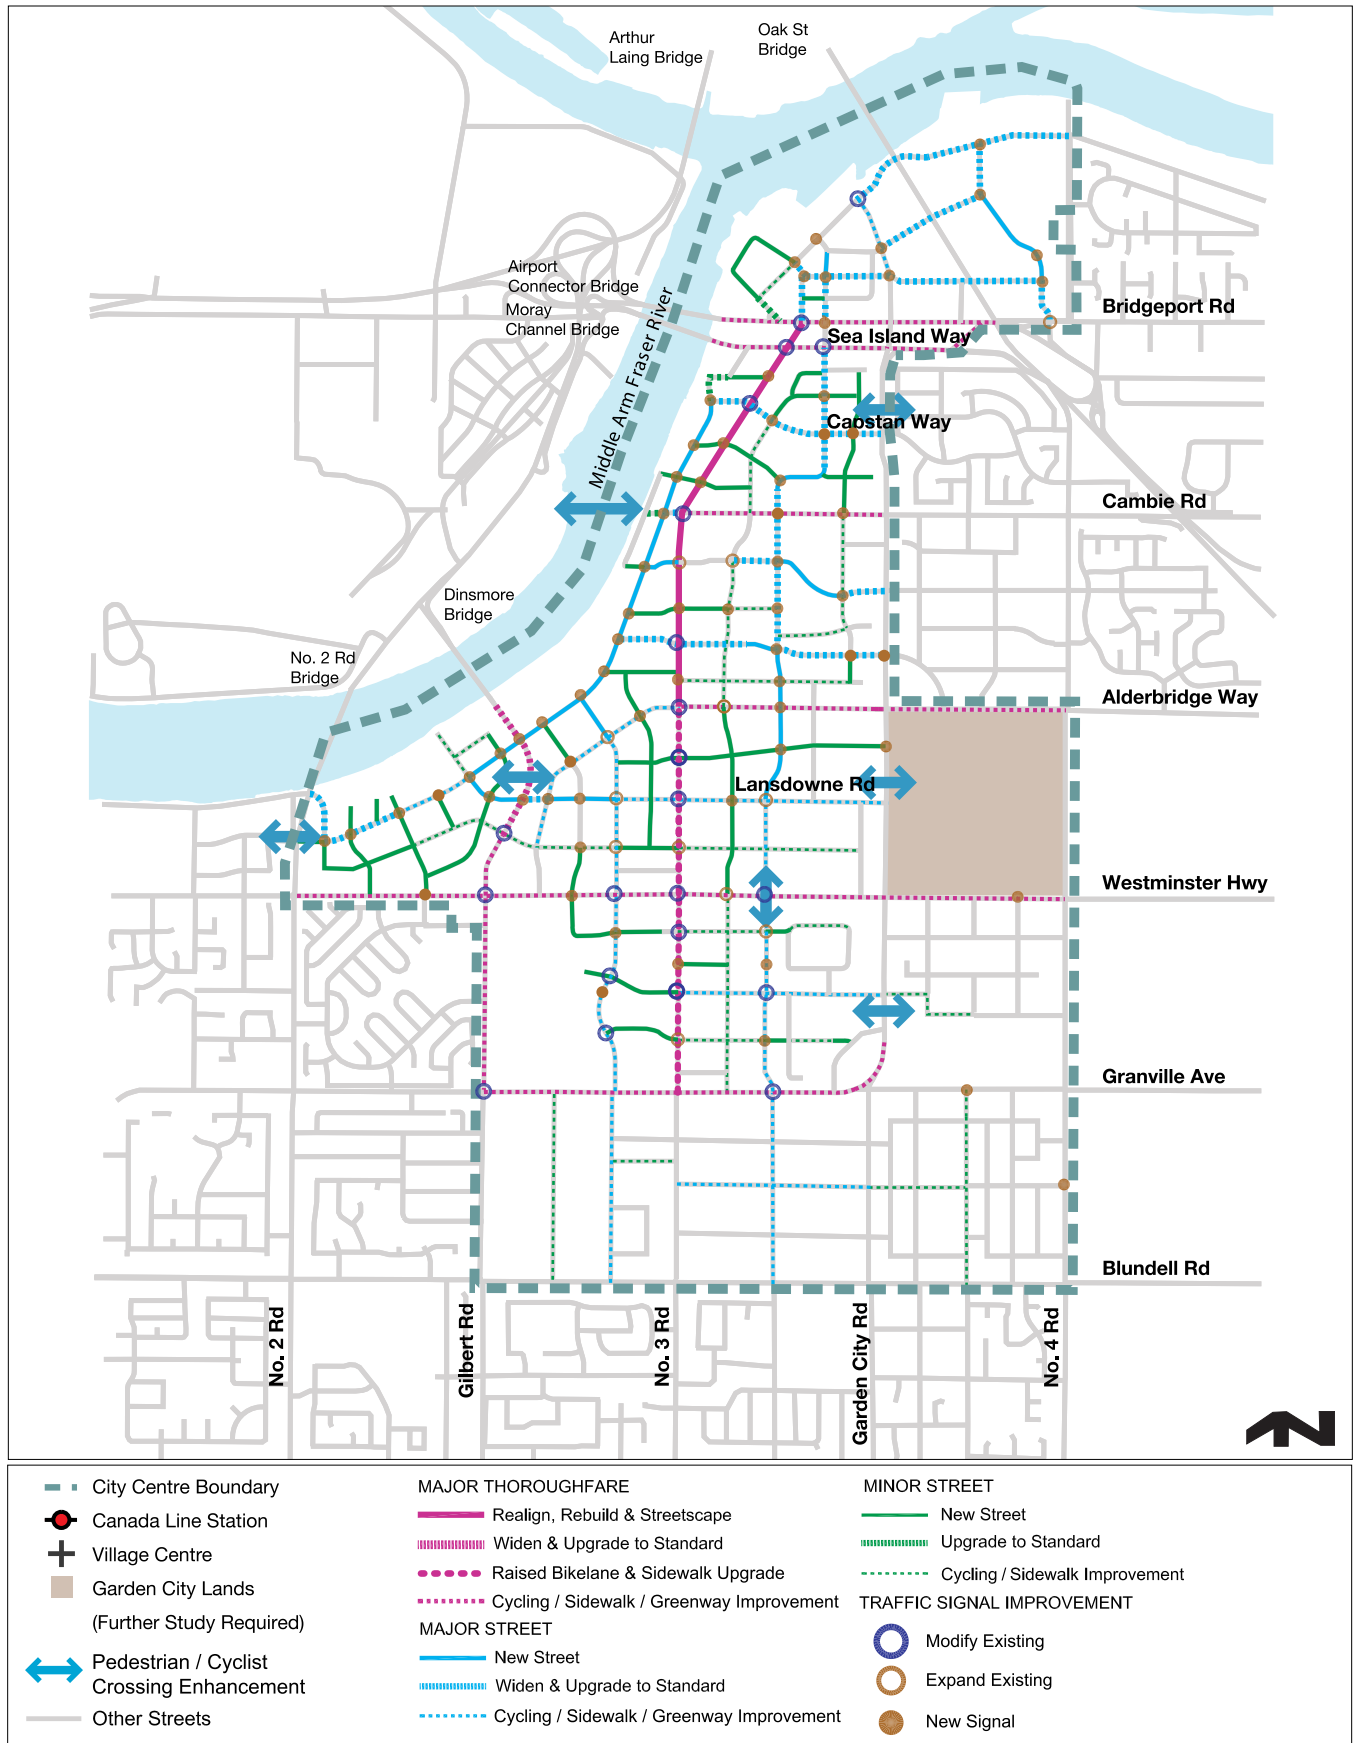 Arthur
Laing Bridge
Oak St
Bridge
Airport
Connector Bridge
Moray
Channel Bridge
Middle Arm Fraser River
Bridgeport Rd
Sea Island Way
Capstan Way
Cambie Rd
Dinsmore
Bridge
No. 2 Rd
Bridge
Alderbridge Way
Lansdowne Rd
Westminster Hwy
Granville Ave
Blundell Rd
No. 2 Rd
Gilbert Rd
No. 3 Rd
Garden City Rd
No. 4 Rd
N
City Centre Boundary
Canada Line Station
Village Centre
Garden City Lands
(Further Study Required)
Pedestrian / Cyclist
Crossing Enhancement
Other Streets
MAJOR THOROUGHFARE
Realign, Rebuild & Streetscape
Widen & Upgrade to Standard
Raised Bikelane & Sidewalk Upgrade
Cycling / Sidewalk / Greenway Improvement
MAJOR STREET
New Street
Widen & Upgrade to Standard
Cycling / Sidewalk / Greenway Improvement
MINOR STREET
New Street
Upgrade to Standard
Cycling / Sidewalk Improvement
TRAFFIC SIGNAL IMPROVEMENT
Modify Existing
Expand Existing
New Signal